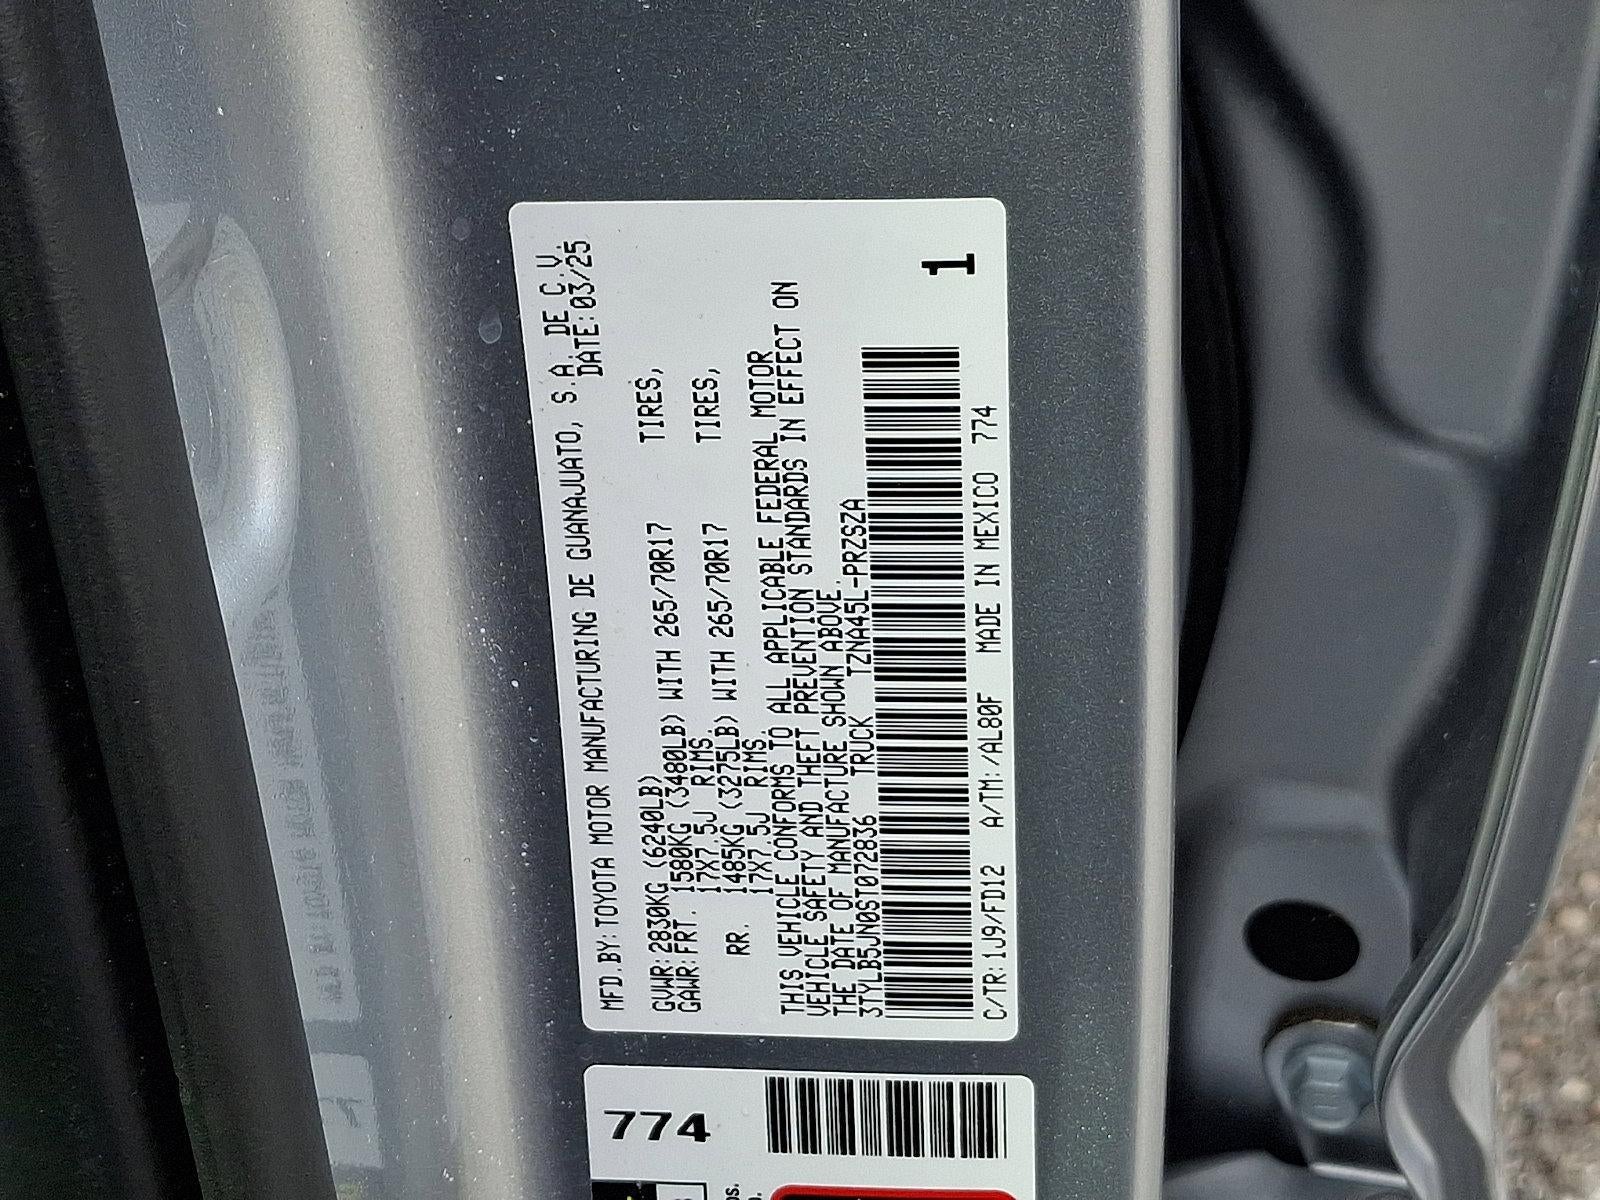 MFD.BY:TOYOTA MOTOR MANUFACTURING DE GUANAJUATO, S.A. DE C.V.
DATE:03/25
GVWR:2830KG(6240LB)
GAWR:FRT. 1580KG (3480LB) WITH 265/70R17 TIRES,
17X7.5J RIMS.
RR. 1485KG (3275LB) WITH 265/70R17 TIRES,
17X7.5J RIMS.
THIS VEHICLE CONFORMS TO ALL APPLICABLE FEDERAL MOTOR
VEHICLE SAFETY AND THEFT PREVENTION STANDARDS IN EFFECT ON
THE DATE OF MANUFACTURE SHOWN ABOVE.
3TYLB5JN0ST072836 TRUCK TZNA45L-PRZSZA
1
C/TR:1J9/FD12 A/TM:/AL80F MADE IN MEXICO 774
774